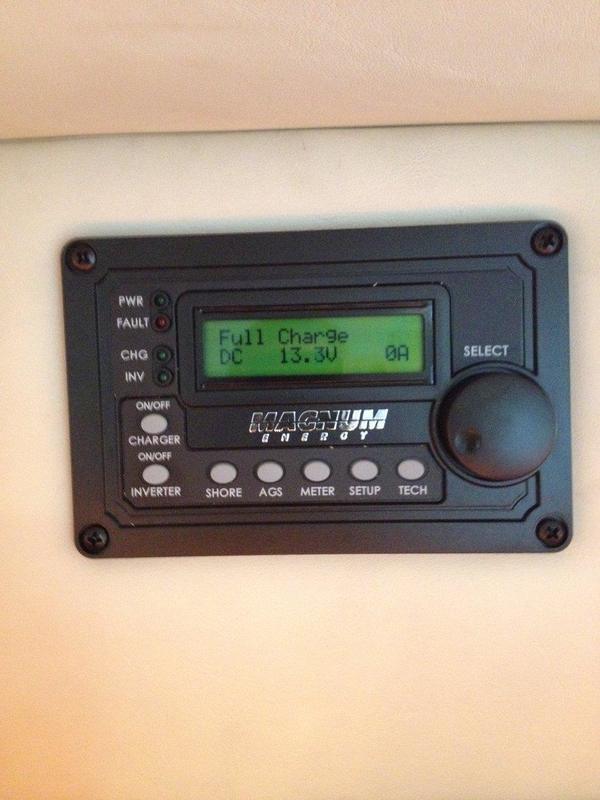 PWR
FAULT
CHG
INV
Full Charge
DC 13.3V 0A
SELECT
ON/OFF
CHARGER
ON/OFF
INVERTER
MAGNUM
ENERGY
SHORE
AGS
METER
SETUP
TECH